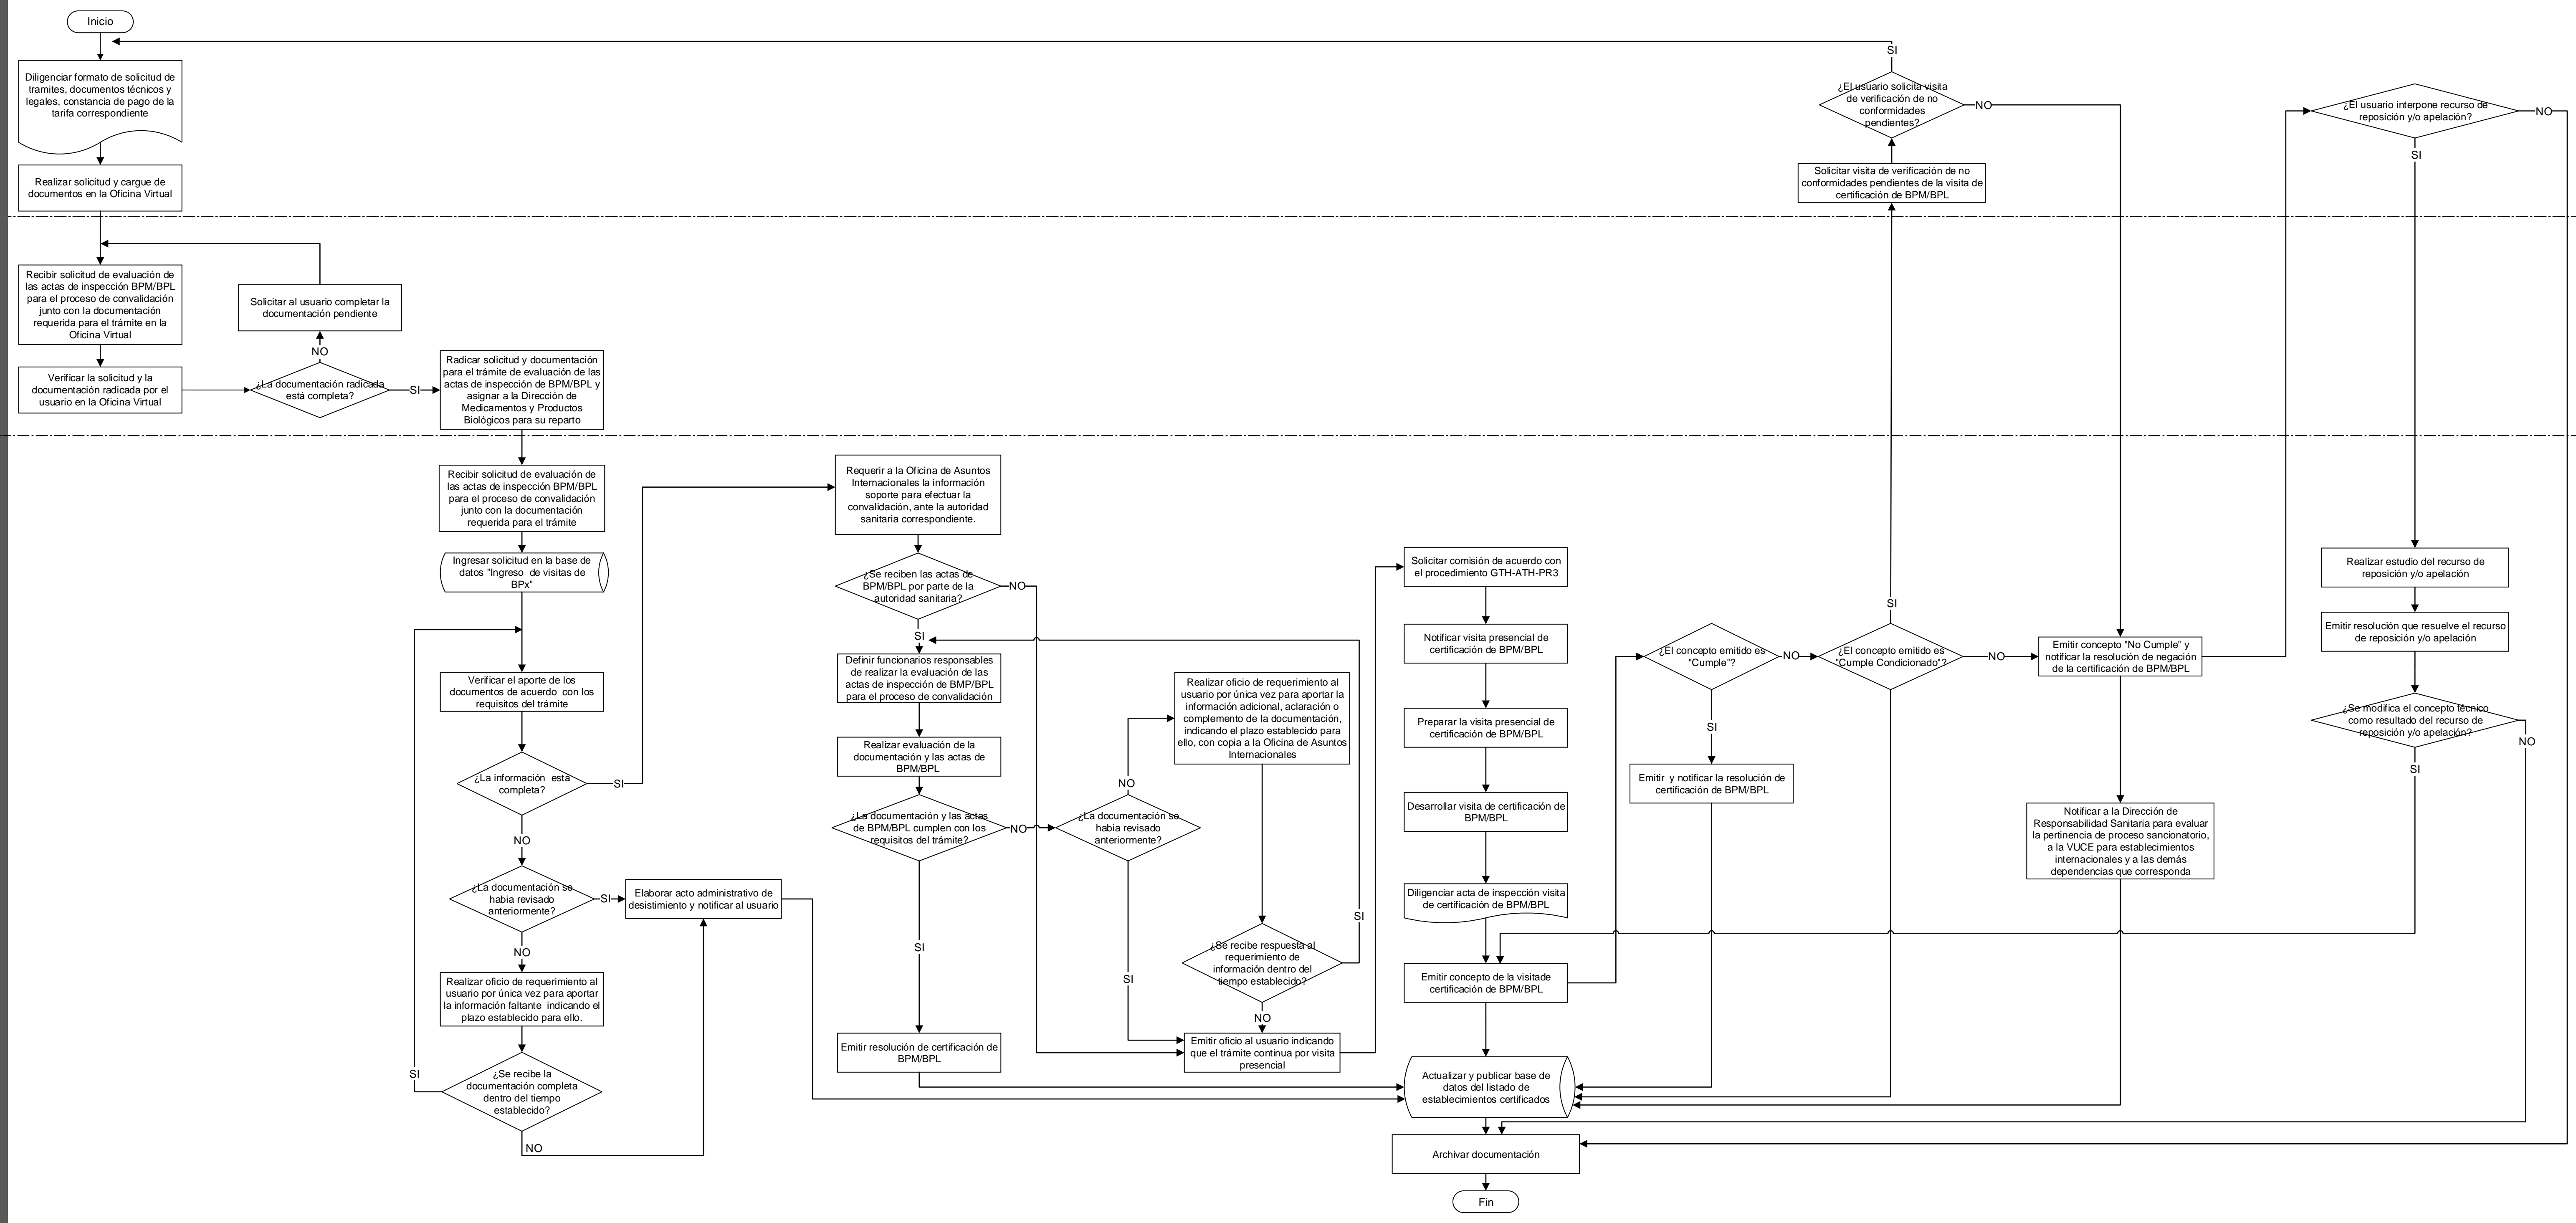 Inicio
Diligenciar formato de solicitud de
tramites, documentos técnicos y
legales, constancia de pago de la
tarifa correspondiente
Realizar solicitud y cargue de
documentos en la Oficina Virtual
Recibir solicitud de evaluación de
las actas de inspección BPM/BPL
para el proceso de convalidación
junto con la documentación
requerida para el trámite en la
Oficina Virtual
Verificar la solicitud y la
documentación radicada por el
usuario en la Oficina Virtual
Solicitar al usuario completar la
documentación pendiente
NO
¿La documentación radicada
está completa?
SI
Radicar solicitud y documentación
para el trámite de evaluación de las
actas de inspección de BPM/BPL y
asignar a la Dirección de
Medicamentos y Productos
Biológicos para su reparto
Recibir solicitud de evaluación de
las actas de inspección BPM/BPL
para el proceso de convalidación
junto con la documentación
requerida para el trámite
Ingresar solicitud en la base de
datos "Ingreso  de visitas de
BPx"
Verificar el aporte de los
documentos de acuerdo  con los
requisitos del trámite
¿La información  está
completa?
SI
NO
¿La documentación se
habia revisado
anteriormente?
SI
Elaborar acto administrativo de
desistimiento y notificar al usuario
NO
Realizar oficio de requerimiento al
usuario por única vez para aportar
la información faltante  indicando el
plazo establecido para ello.
¿Se recibe la
documentación completa
dentro del tiempo
establecido?
SI
NO
Requerir a la Oficina de Asuntos
Internacionales la información
soporte para efectuar la
convalidación, ante la autoridad
sanitaria correspondiente.
¿Se reciben las actas de
BPM/BPL por parte de la
autoridad sanitaria?
NO
SI
Definir funcionarios responsables
de realizar la evaluación de las
actas de inspección de BMP/BPL
para el proceso de convalidación
Realizar evaluación de la
documentación y las actas de
BPM/BPL
¿La documentación y las actas
de BPM/BPL cumplen con los
requisitos del trámite?
NO
SI
Emitir resolución de certificación de
BPM/BPL
¿La documentación se
habia revisado
anteriormente?
NO
SI
Realizar oficio de requerimiento al
usuario por única vez para aportar la
información adicional, aclaración o
complemento de la documentación,
indicando el plazo establecido para
ello, con copia a la Oficina de Asuntos
Internacionales
¿Se recibe respuesta al
requerimiento de
información dentro del
tiempo establecido?
SI
NO
Emitir oficio al usuario indicando
que el trámite continua por visita
presencial
Solicitar comisión de acuerdo con
el procedimiento GTH-ATH-PR3
Notificar visita presencial de
certificación de BPM/BPL
Preparar la visita presencial de
certificación de BPM/BPL
Desarrollar visita de certificación de
BPM/BPL
Diligenciar acta de inspección visita
de certificación de BPM/BPL
Emitir concepto de la visitade
certificación de BPM/BPL
Actualizar y publicar base de
datos del listado de
establecimientos certificados
Archivar documentación
Fin
¿El concepto emitido es
"Cumple"?
NO
SI
Emitir  y notificar la resolución de
certificación de BPM/BPL
¿El concepto emitido es
"Cumple Condicionado"?
SI
NO
Solicitar visita de verificación de no
conformidades pendientes de la visita de
certificación de BPM/BPL
¿El usuario solicita visita
de verificación de no
conformidades
pendientes?
SI
NO
Emitir concepto "No Cumple" y
notificar la resolución de negación
de la certificación de BPM/BPL
Notificar a la Dirección de
Responsabilidad Sanitaria para evaluar
la pertinencia de proceso sancionatorio,
a la VUCE para establecimientos
internacionales y a las demás
dependencias que corresponda
¿El usuario interpone recurso de
reposición y/o apelación?
NO
SI
Realizar estudio del recurso de
reposición y/o apelación
Emitir resolución que resuelve el recurso
de reposición y/o apelación
¿Se modifica el concepto técnico
como resultado del recurso de
reposición y/o apelación?
NO
SI